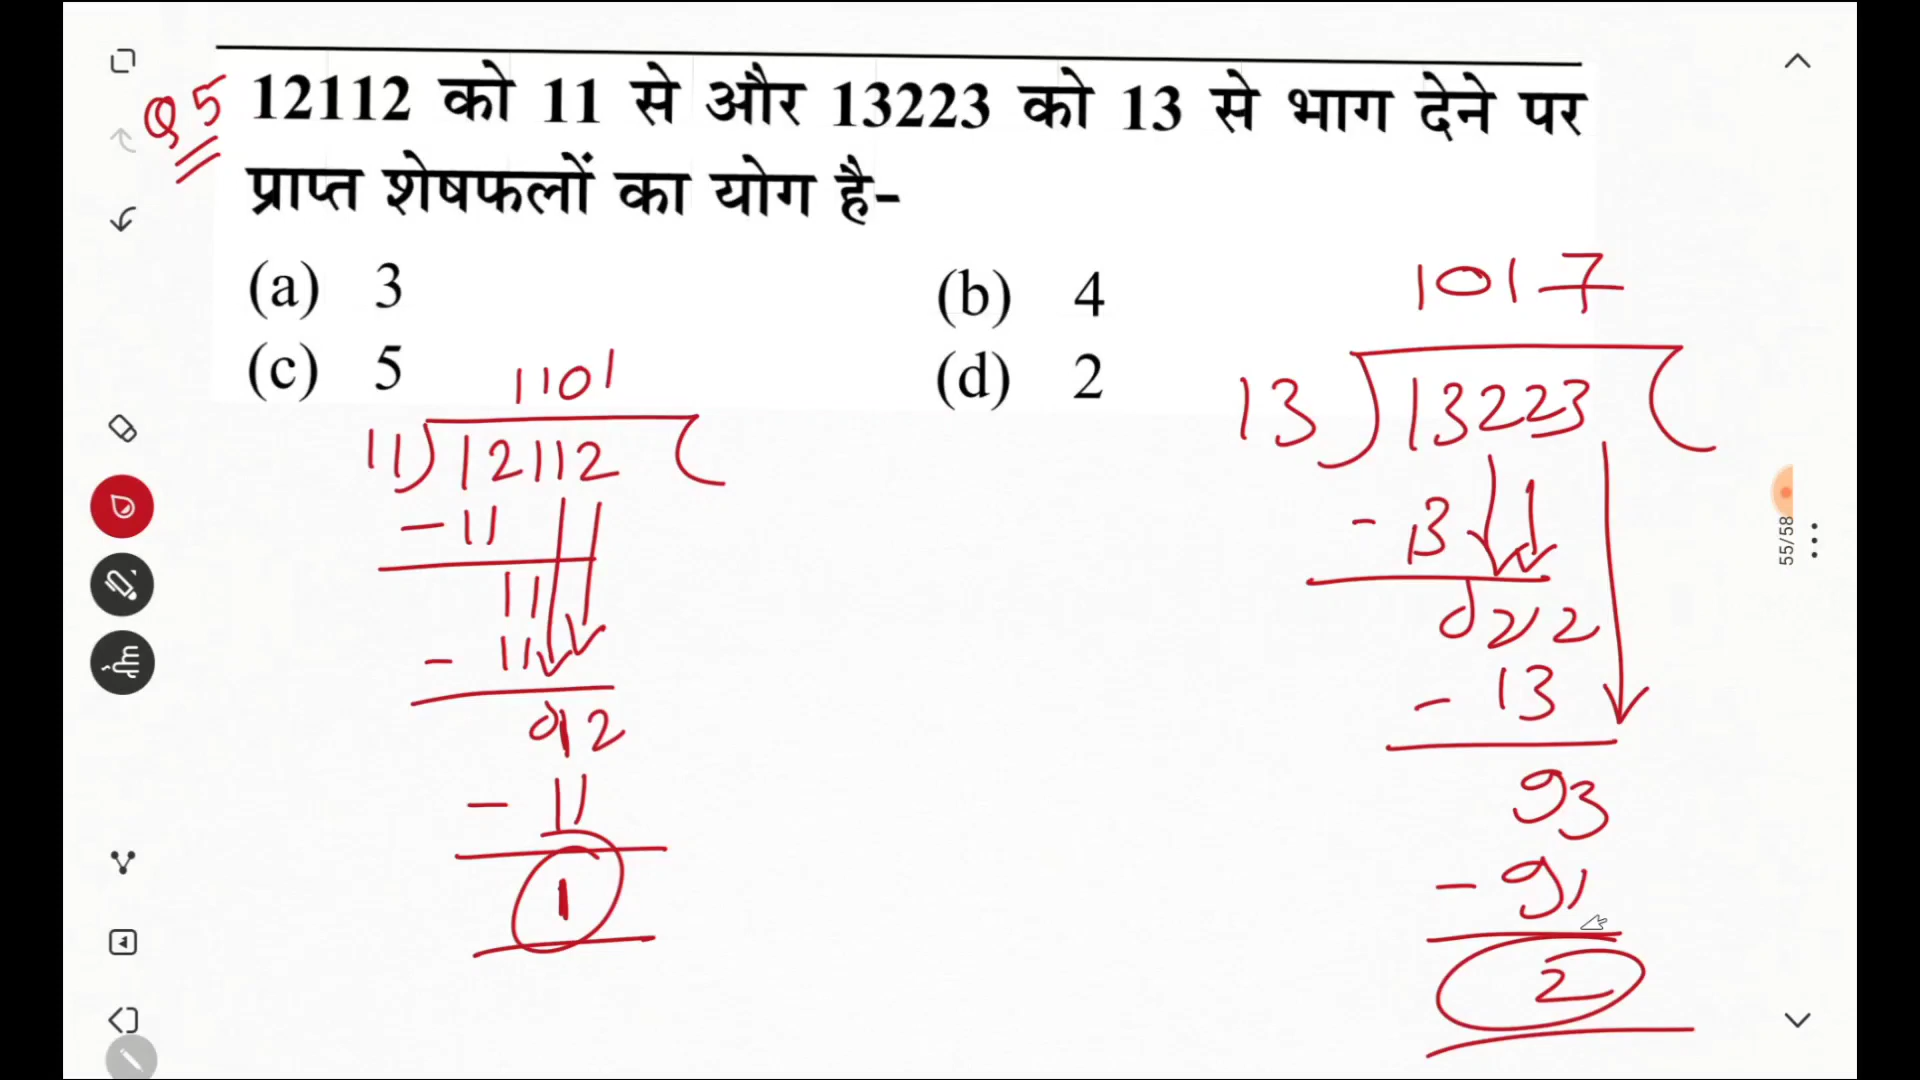 Q5
12112 को 11 से और 13223 को 13 से भाग देने पर
प्राप्त शेषफलों का योग है-
(a) 3
(b) 4
(c) 5
(d) 2
1101
11)12112(
-11
11
- 11
012
- 11
1
1017
13)13223(
- 13
022
- 13
93
- 91
2
55/58